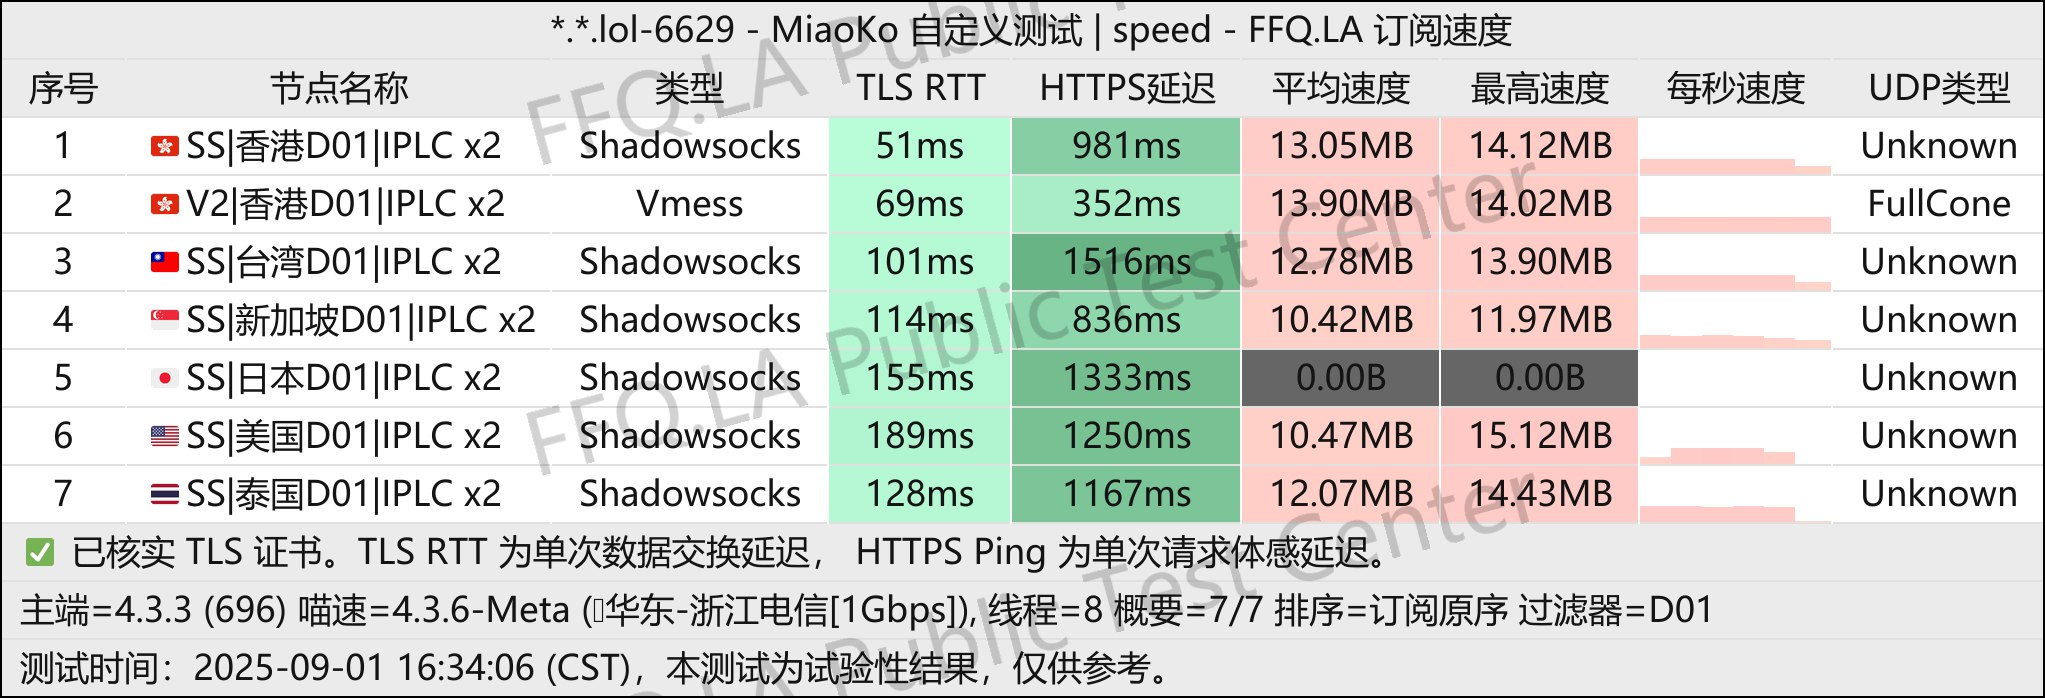 *.*.lol-6629 - MiaoKo 自定义测试 | speed - FFQ.LA 订阅速度
序号 节点名称 类型 TLS RTT HTTPS延迟 平均速度 最高速度 每秒速度 UDP类型
1 SS|香港D01|IPLC x2 Shadowsocks 51ms 981ms 13.05MB 14.12MB Unknown
2 V2|香港D01|IPLC x2 Vmess 69ms 352ms 13.90MB 14.02MB FullCone
3 SS|台湾D01|IPLC x2 Shadowsocks 101ms 1516ms 12.78MB 13.90MB Unknown
4 SS|新加坡D01|IPLC x2 Shadowsocks 114ms 836ms 10.42MB 11.97MB Unknown
5 SS|日本D01|IPLC x2 Shadowsocks 155ms 1333ms 0.00B 0.00B Unknown
6 SS|美国D01|IPLC x2 Shadowsocks 189ms 1250ms 10.47MB 15.12MB Unknown
7 SS|泰国D01|IPLC x2 Shadowsocks 128ms 1167ms 12.07MB 14.43MB Unknown
✅ 已核实 TLS 证书。TLS RTT 为单次数据交换延迟， HTTPS Ping 为单次请求体感延迟。
主端=4.3.3 (696) 喵速=4.3.6-Meta (华东-浙江电信[1Gbps]), 线程=8 概要=7/7 排序=订阅原序 过滤器=D01
测试时间：2025-09-01 16:34:06 (CST)，本测试为试验性结果，仅供参考。
FFQ.LA Public Test Center
FFQ.LA Public Test Center
FFQ.LA Public Test Center